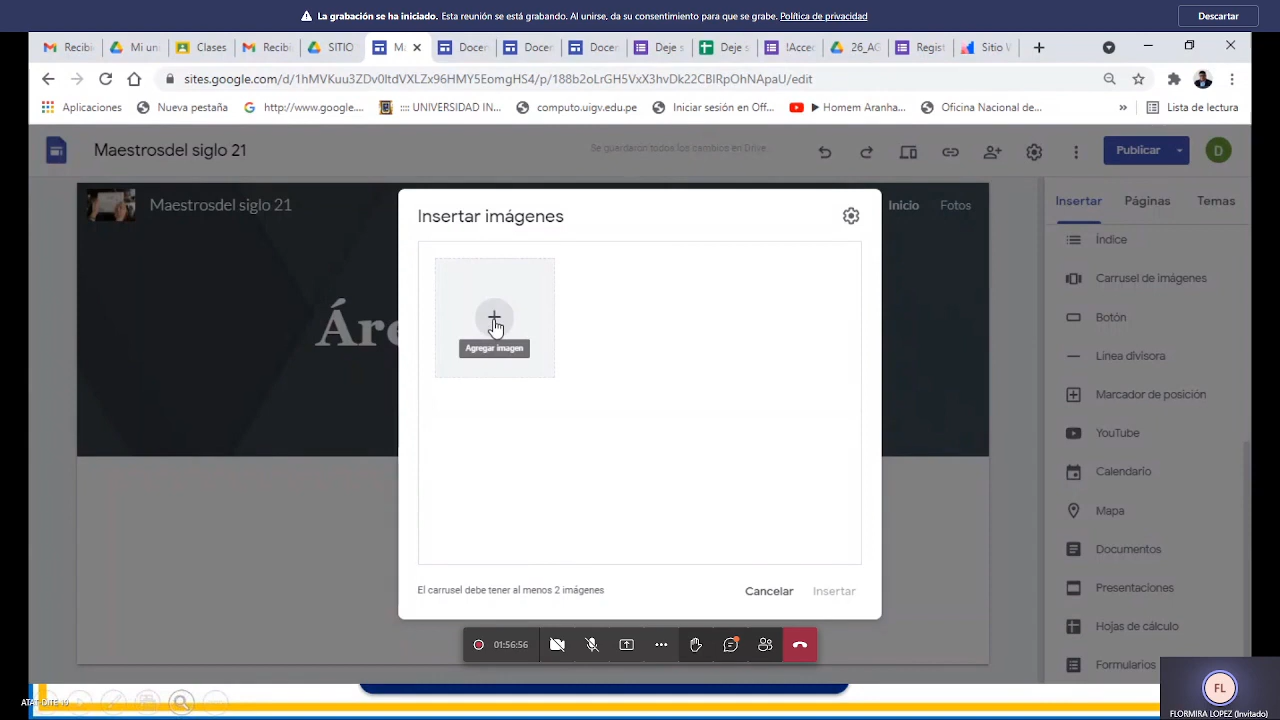 La grabación se ha iniciado. Esta reunión se está grabando. Al unirse, da su consentimiento para que se grabe. Política de privacidad
Descartar
Recibi
Mi uni
Clases
Recibi
SITIO
Ma
Docen
Docer
Docer
Deje s
Deje s
!Acce
26_AG
Regist
Sitio W
sites.google.com/d/1hMVKuu3ZDv0ltdVXLZx96HMY5EomgHS4/p/188b2oLrGH5VxX3hvDk22CBIRpOhNApaU/edit
Aplicaciones
Nueva pestaña
http://www.google...
:::: UNIVERSIDAD IN...
computo.uigv.edu.pe
Iniciar sesión en Off...
Homem Aranha...
Oficina Nacional de...
»
Lista de lectura
Maestrosdel siglo 21
Se guardaron todos los cambios en Drive.
Publicar
D
Maestrosdel siglo 21
Inicio
Fotos
Insertar
Páginas
Temas
Insertar imágenes
Áre
Agregar imagen
El carrusel debe tener al menos 2 imágenes
Cancelar
Insertar
Índice
Carrusel de imágenes
Botón
Línea divisora
Marcador de posición
YouTube
Calendario
Mapa
Documentos
Presentaciones
Hojas de cálculo
Formularios
01:56:56
FL
FLORMIRA LOPEZ (Invitado)